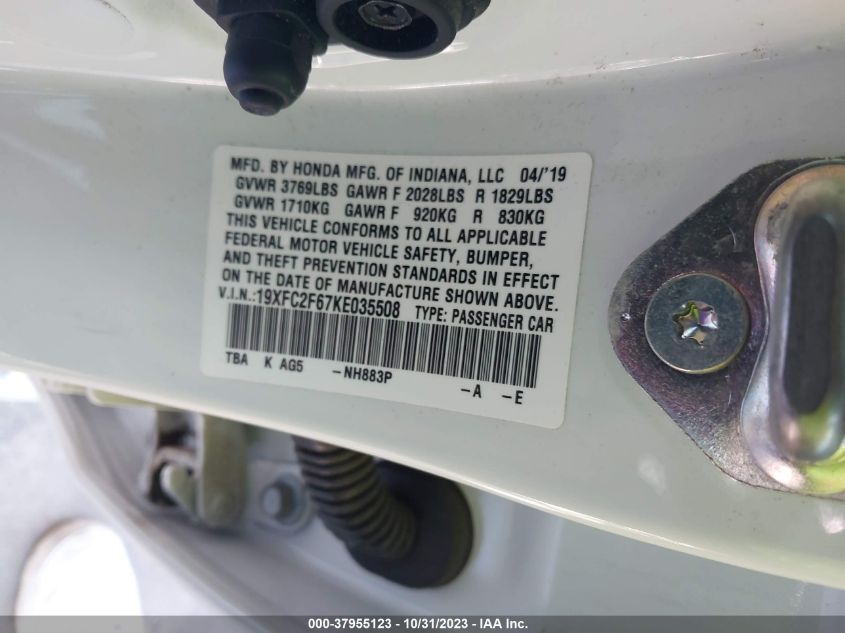 MFD. BY HONDA MFG. OF INDIANA, LLC 04/'19
GVWR 3769LBS GAWR F 2028LBS R 1829LBS
GVWR 1710KG GAWR F 920KG R 830KG
THIS VEHICLE CONFORMS TO ALL APPLICABLE
FEDERAL MOTOR VEHICLE SAFETY, BUMPER,
AND THEFT PREVENTION STANDARDS IN EFFECT
ON THE DATE OF MANUFACTURE SHOWN ABOVE.
V.I.N.:19XFC2F67KE035508 TYPE: PASSENGER CAR
TBA K AG5 -NH883P -A -E
000-37955123 - 10/31/2023 - IAA Inc.